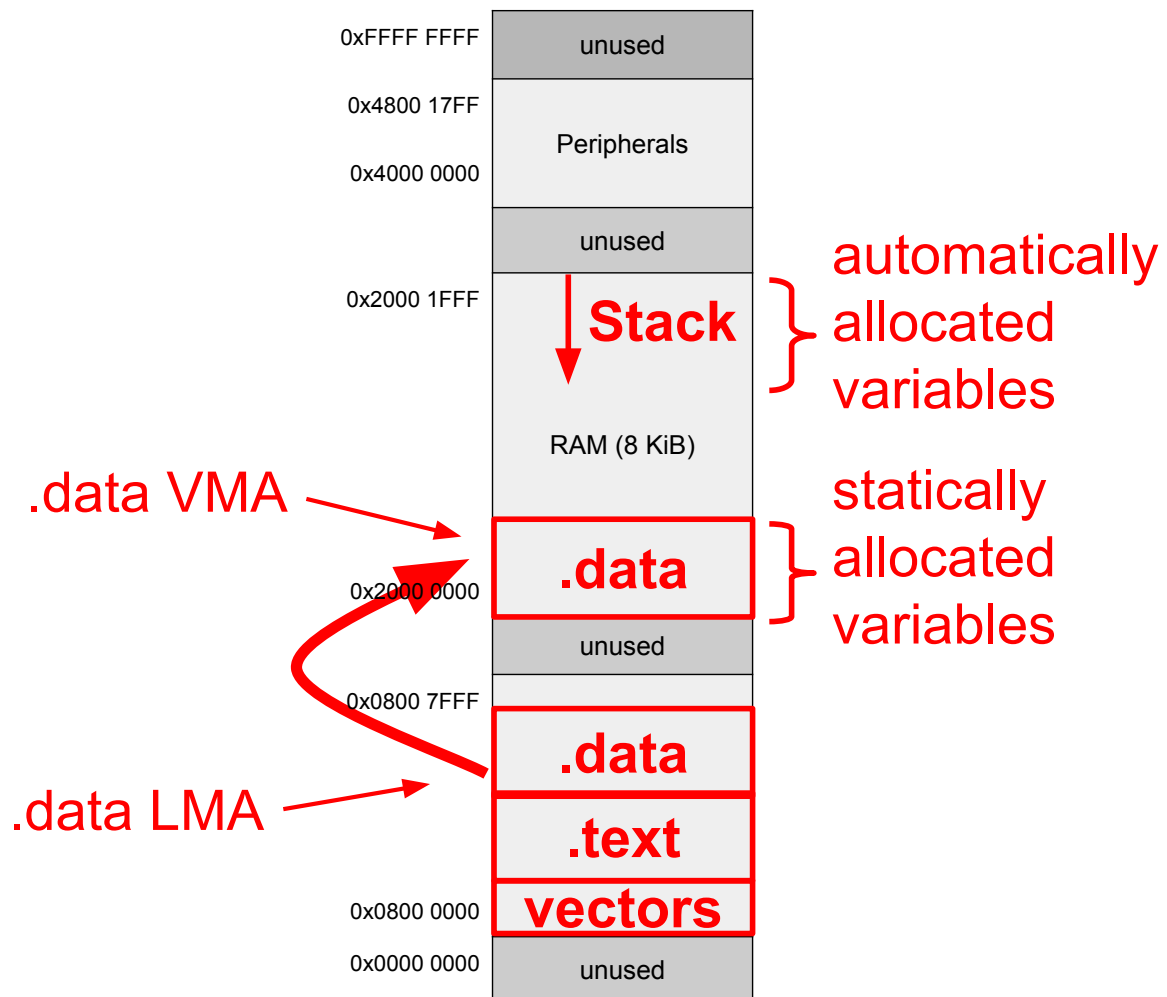 0xFFFF FFFF
unused
0x4800 17FF
Peripherals
0x4000 0000
unused
automatically
allocated
variables
0x2000 1FFF
Stack
RAM (8 KiB)
.data VMA
statically
allocated
variables
.data
0x2000 0000
unused
0x0800 7FFF
.data
.data LMA
.text
vectors
0x0800 0000
0x0000 0000
unused